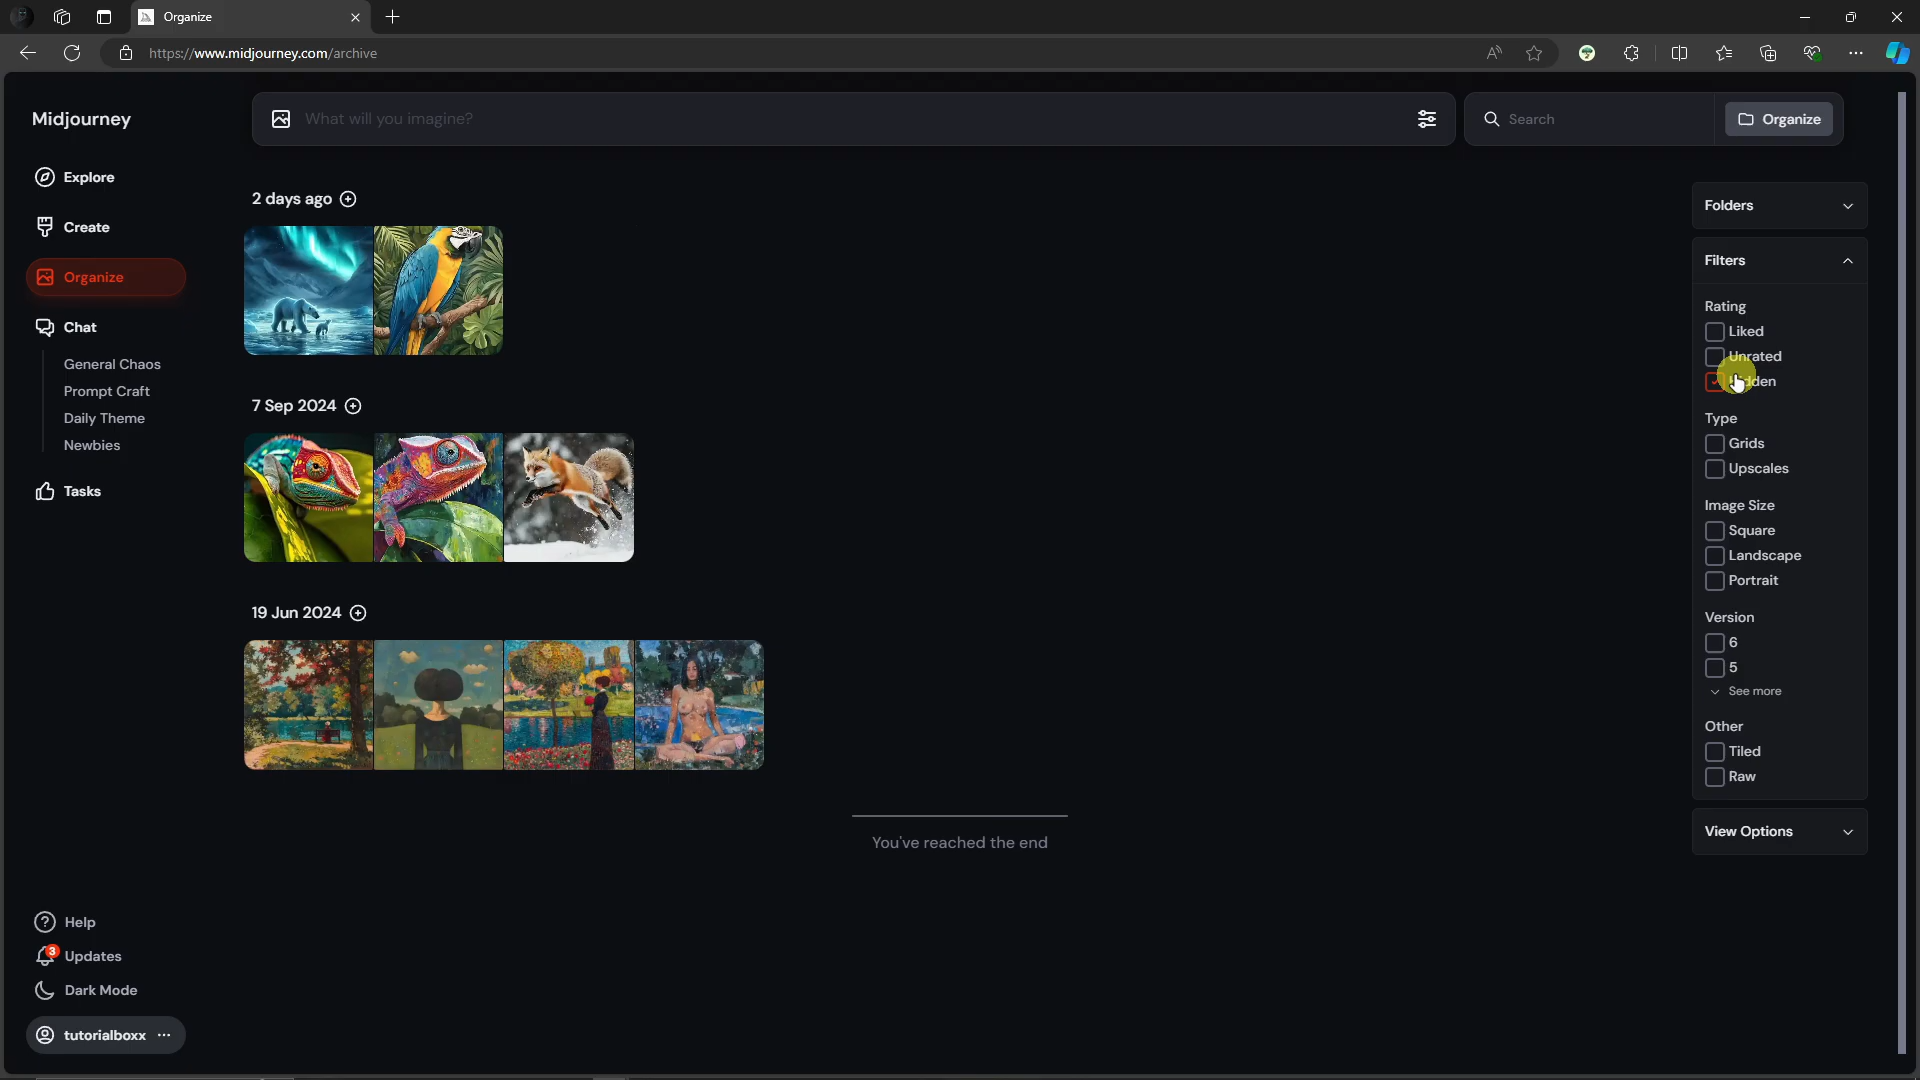 Organize
https://www.midjourney.com/archive
Midjourney
What will you imagine?
Search
Organize
Explore
Create
Organize
Chat
General Chaos
Prompt Craft
Daily Theme
Newbies
Tasks
2 days ago
7 Sep 2024
19 Jun 2024
You've reached the end
Folders
Filters
Rating
Liked
Unrated
Hidden
Type
Grids
Upscales
Image Size
Square
Landscape
Portrait
Version
6
5
See more
Other
Tiled
Raw
View Options
Help
3
Updates
Dark Mode
tutorialboxx